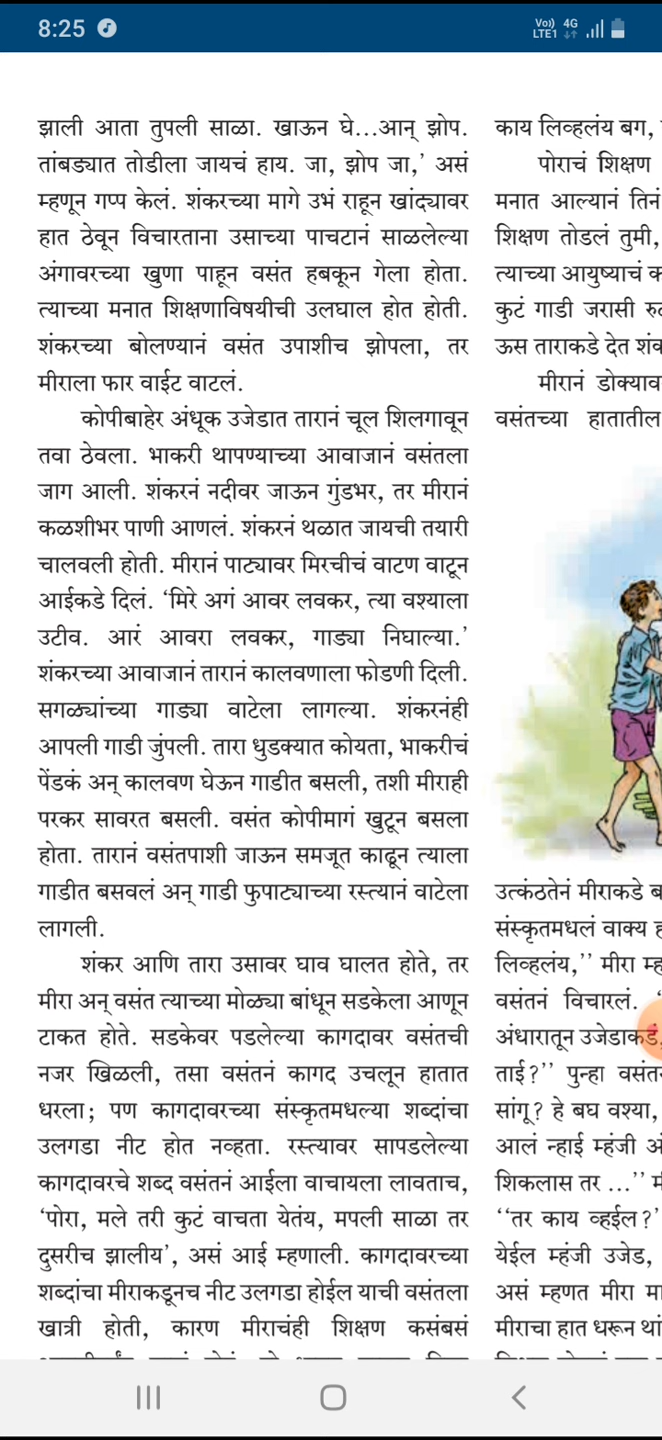 8:25
Vo)) 4G
LTE1
झाली आता तुपली साळा. खाऊन घे...आन् झोप.
तांबड्यात तोडीला जायचं हाय. जा, झोप जा,’ असं
म्हणून गप्प केलं. शंकरच्या मागे उभं राहून खांद्यावर
हात ठेवून विचारताना उसाच्या पाचटानं साळलेल्या
अंगावरच्या खुणा पाहून वसंत हबकून गेला होता.
त्याच्या मनात शिक्षणाविषयीची उलघाल होत होती.
शंकरच्या बोलण्यानं वसंत उपाशीच झोपला, तर
मीराला फार वाईट वाटलं.
कोपीबाहेर अंधूक उजेडात तारानं चूल शिलगावून
तवा ठेवला. भाकरी थापण्याच्या आवाजानं वसंतला
जाग आली. शंकरनं नदीवर जाऊन गुंडभर, तर मीरानं
कळशीभर पाणी आणलं. शंकरनं थळात जायची तयारी
चालवली होती. मीरानं पाट्यावर मिरचीचं वाटण वाटून
आईकडे दिलं. ‘मिरे अगं आवर लवकर, त्या वश्याला
उटीव. आरं आवरा लवकर, गाड्या निघाल्या.’
शंकरच्या आवाजानं तारानं कालवणाला फोडणी दिली.
सगळ्यांच्या गाड्या वाटेला लागल्या. शंकरनंही
आपली गाडी जुंपली. तारा धुडक्यात कोयता, भाकरीचं
पेंडकं अन् कालवण घेऊन गाडीत बसली, तशी मीराही
परकर सावरत बसली. वसंत कोपीमागं खुटून बसला
होता. तारानं वसंतपाशी जाऊन समजूत काढून त्याला
गाडीत बसवलं अन् गाडी फुपाट्याच्या रस्त्यानं वाटेला
लागली.
शंकर आणि तारा उसावर घाव घालत होते, तर
मीरा अन् वसंत त्याच्या मोळ्या बांधून सडकेला आणून
टाकत होते. सडकेवर पडलेल्या कागदावर वसंतची
नजर खिळली, तसा वसंतनं कागद उचलून हातात
धरला; पण कागदावरच्या संस्कृतमधल्या शब्दांचा
उलगडा नीट होत नव्हता. रस्त्यावर सापडलेल्या
कागदावरचे शब्द वसंतनं आईला वाचायला लावताच,
‘पोरा, मले तरी कुटं वाचता येतंय, मपली साळा तर
दुसरीच झालीय’, असं आई म्हणाली. कागदावरच्या
शब्दांचा मीराकडूनच नीट उलगडा होईल याची वसंतला
खात्री होती, कारण मीराचंही शिक्षण कसंबसं
काय लिव्हलंय बग,
पोराचं शिक्षण
मनात आल्यानं तिनं
शिक्षण तोडलं तुमी,
त्याच्या आयुष्याचं
कुटं गाडी जरासी
ऊस ताराकडे देत
मीरानं
वसंतच्या हातातील
उत्कंठतेनं मीराकडे
संस्कृतमधलं वाक्य
लिव्हलंय,’’ मीरा
वसंतनं विचारलं.
अंधारातून उजेडाकडं,
ताई?’’ पुन्हा
सांगू? हे बघ वश्या,
आलं न्हाई म्हंजी
शिकलास तर ...’’
‘‘तर काय व्हईल?’
येईल म्हंजी उजेड,
असं म्हणत मीरा
मीराचा हात धरून